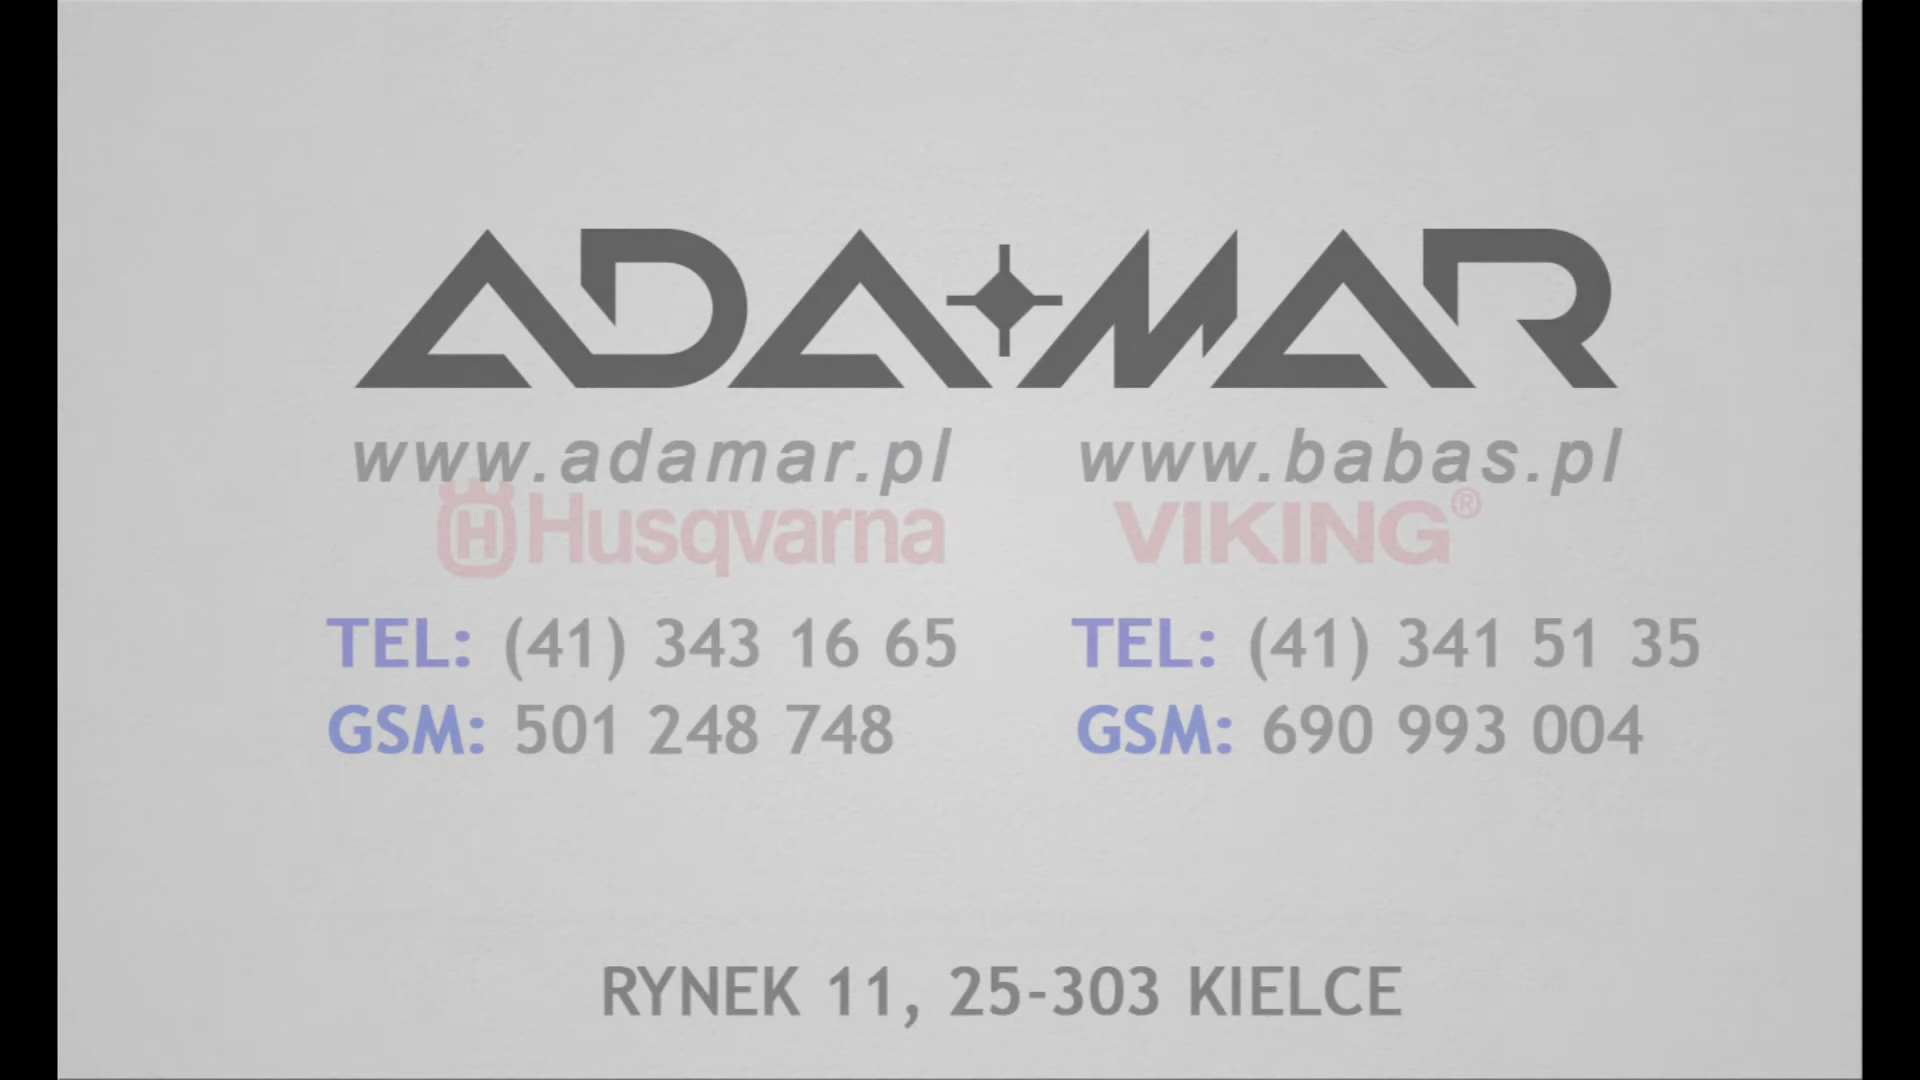 ADA MAR
www.adamar.pl www.babas.pl
H Husqvarna VIKING®
TEL: (41) 343 16 65 TEL: (41) 341 51 35
GSM: 501 248 748 GSM: 690 993 004
RYNEK 11, 25-303 KIELCE